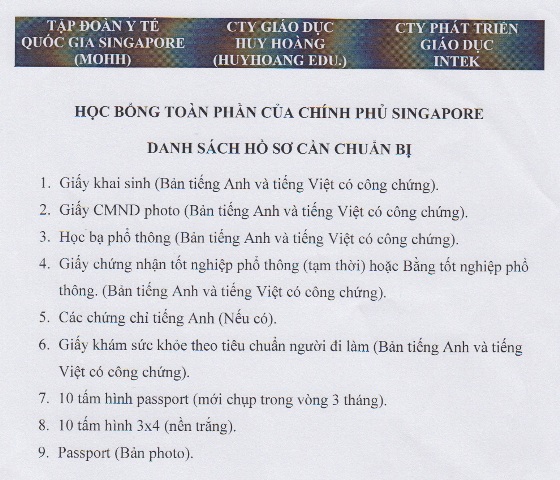 TẬP ĐOÀN Y TẾ
QUỐC GIA SINGAPORE
(MOHH)
CTY GIÁO DỤC
HUY HOÀNG
(HUYHOANG EDU.)
CTY PHÁT TRIỂN
GIÁO DỤC
INTEK
HỌC BỔNG TOÀN PHẦN CỦA CHÍNH PHỦ SINGAPORE
DANH SÁCH HỒ SƠ CẦN CHUẨN BỊ
1. Giấy khai sinh (Bản tiếng Anh và tiếng Việt có công chứng).
2. Giấy CMND photo (Bản tiếng Anh và tiếng Việt có công chứng).
3. Học bạ phổ thông (Bản tiếng Anh và tiếng Việt có công chứng).
4. Giấy chứng nhận tốt nghiệp phổ thông (tạm thời) hoặc Bằng tốt nghiệp phổ
thông. (Bản tiếng Anh và tiếng Việt có công chứng).
5. Các chứng chỉ tiếng Anh (Nếu có).
6. Giấy khám sức khỏe theo tiêu chuẩn người đi làm (Bản tiếng Anh và tiếng
Việt có công chứng).
7. 10 tấm hình passport (mới chụp trong vòng 3 tháng).
8. 10 tấm hình 3x4 (nền trắng).
9. Passport (Bản photo).